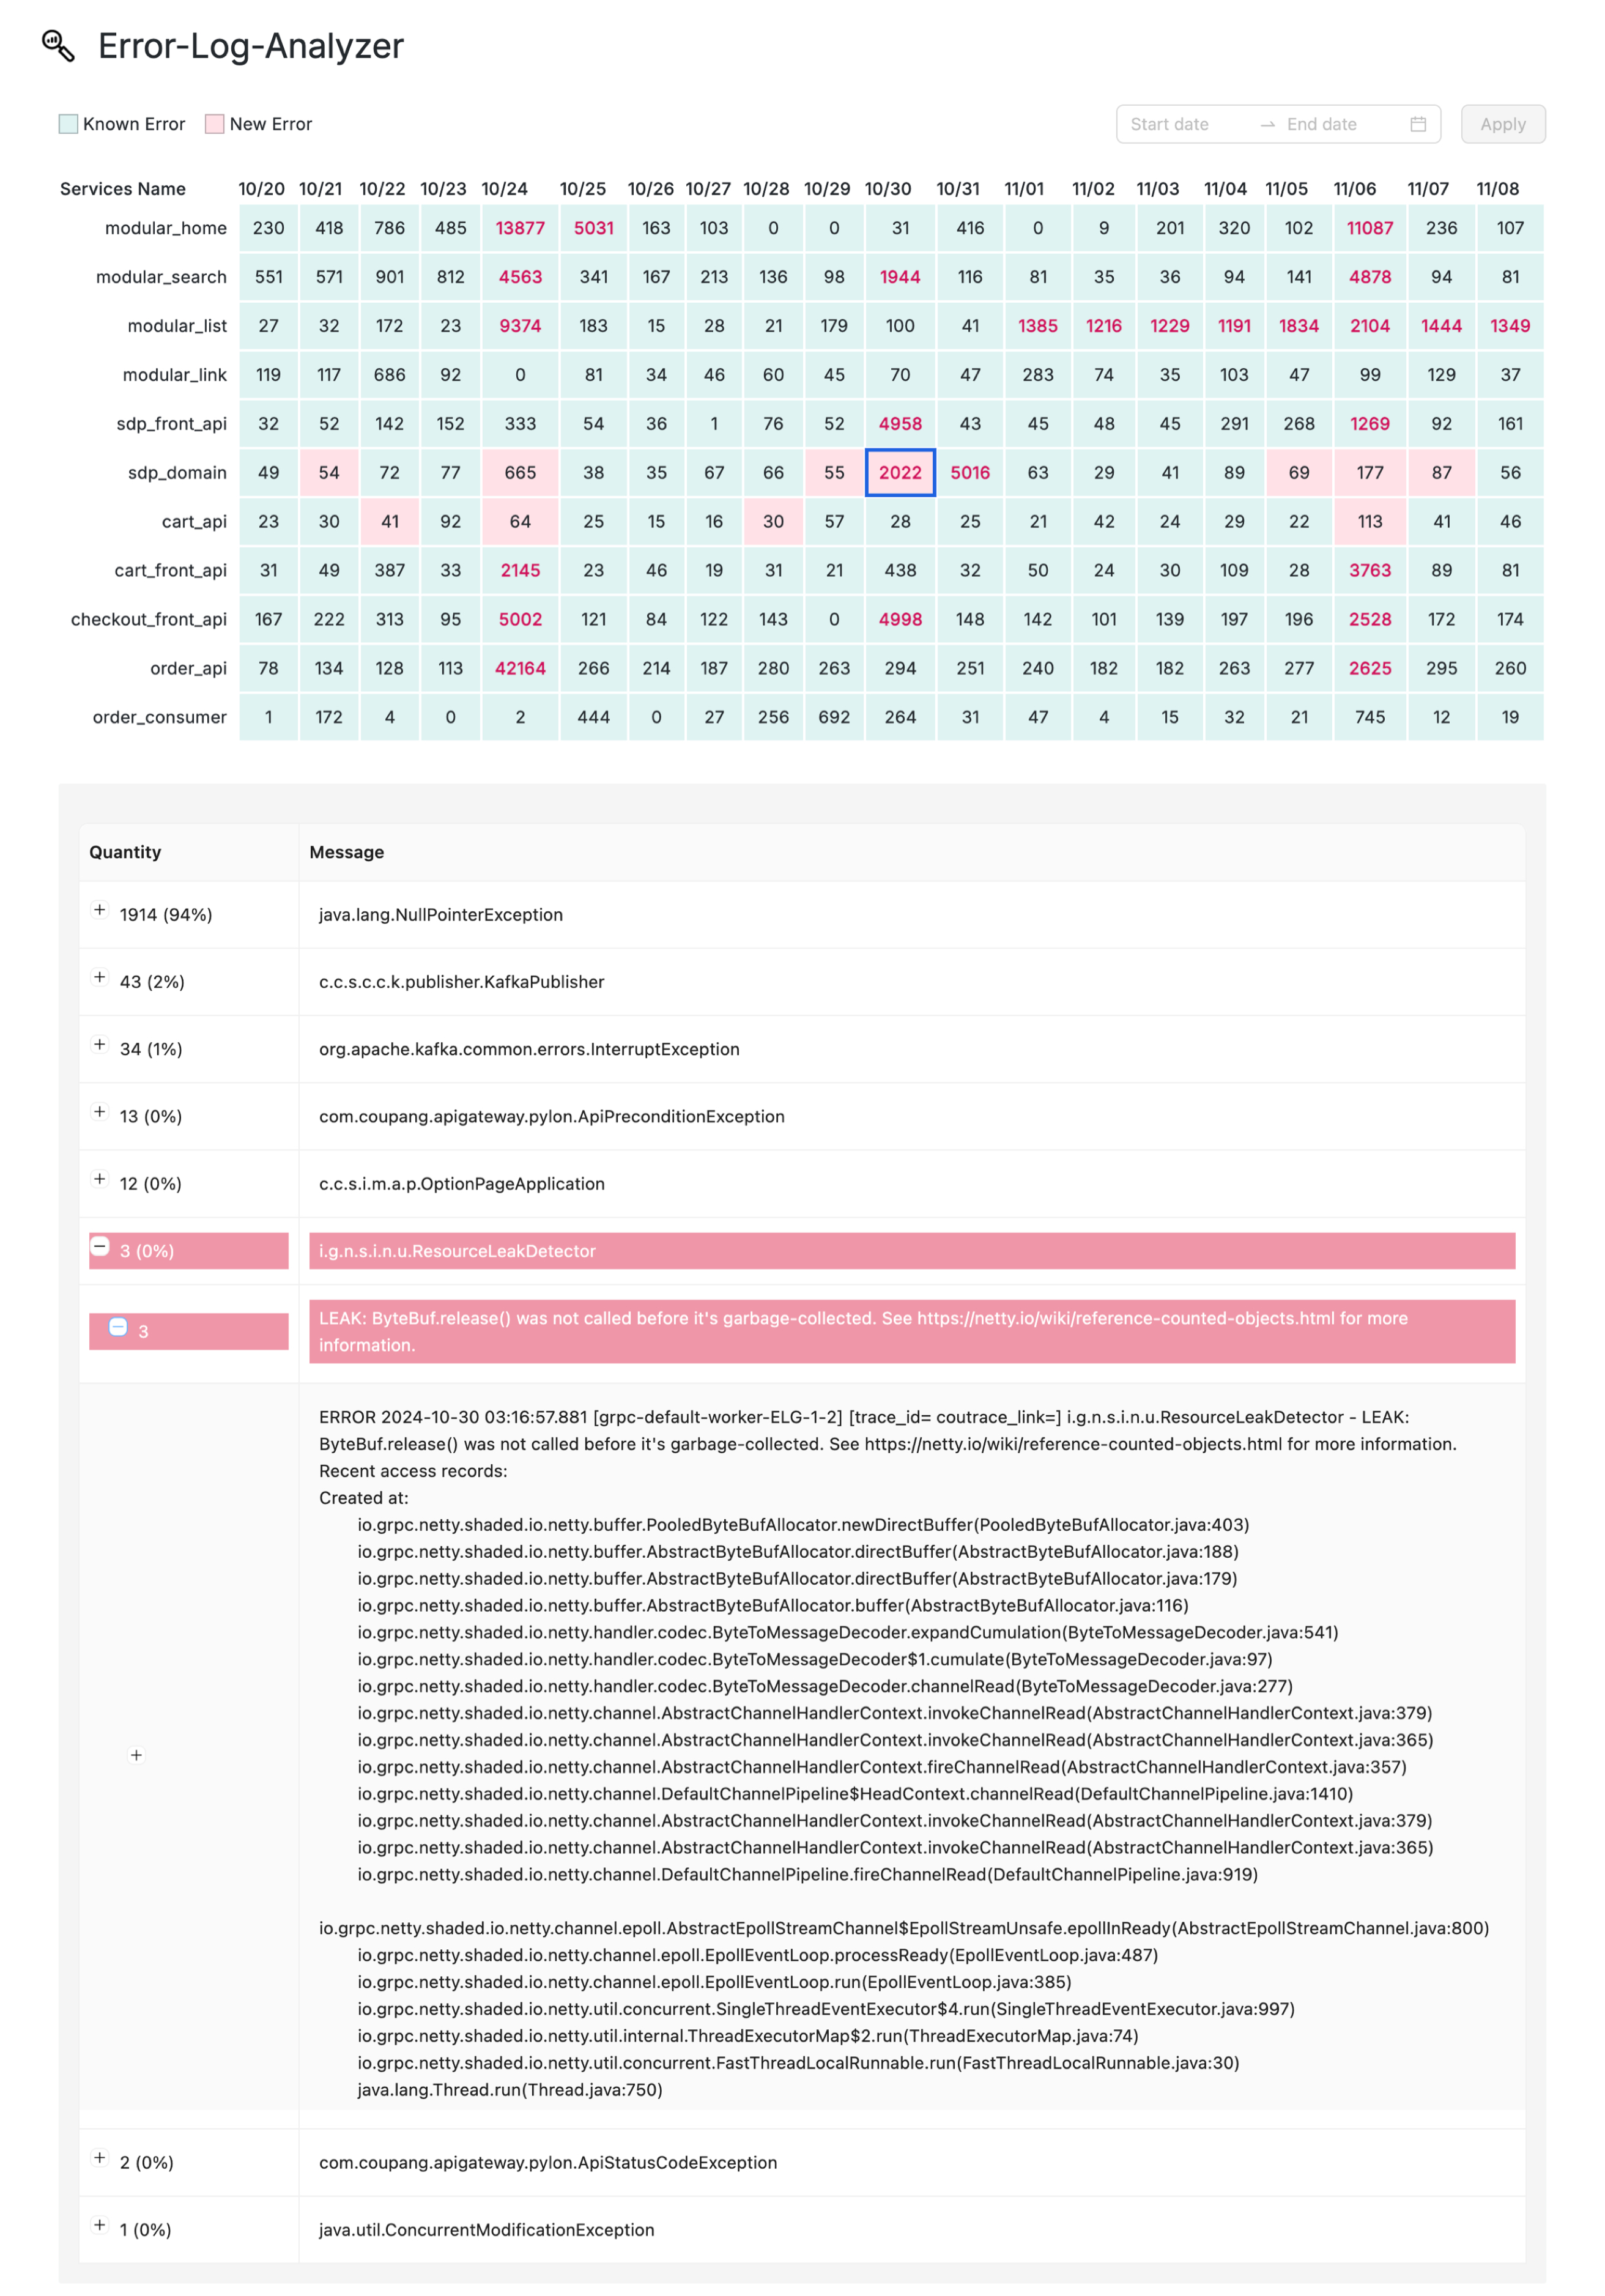 Error-Log-Analyzer
Known Error New Error Start date → End date Apply
Services Name 10/20 10/21 10/22 10/23 10/24 10/25 10/26 10/27 10/28 10/29 10/30 10/31 11/01 11/02 11/03 11/04 11/05 11/06 11/07 11/08
modular_home 230 418 786 485 13877 5031 163 103 0 0 31 416 0 9 201 320 102 11087 236 107
modular_search 551 571 901 812 4563 341 167 213 136 98 1944 116 81 35 36 94 141 4878 94 81
modular_list 27 32 172 23 9374 183 15 28 21 179 100 41 1385 1216 1229 1191 1834 2104 1444 1349
modular_link 119 117 686 92 0 81 34 46 60 45 70 47 283 74 35 103 47 99 129 37
sdp_front_api 32 52 142 152 333 54 36 1 76 52 4958 43 45 48 45 291 268 1269 92 161
sdp_domain 49 54 72 77 665 38 35 67 66 55 2022 5016 63 29 41 89 69 177 87 56
cart_api 23 30 41 92 64 25 15 16 30 57 28 25 21 42 24 29 22 113 41 46
cart_front_api 31 49 387 33 2145 23 46 19 31 21 438 32 50 24 30 109 28 3763 89 81
checkout_front_api 167 222 313 95 5002 121 84 122 143 0 4998 148 142 101 139 197 196 2528 172 174
order_api 78 134 128 113 42164 266 214 187 280 263 294 251 240 182 182 263 277 2625 295 260
order_consumer 1 172 4 0 2 444 0 27 256 692 264 31 47 4 15 32 21 745 12 19
Quantity Message
1914 (94%) java.lang.NullPointerException
43 (2%) c.c.s.c.c.k.publisher.KafkaPublisher
34 (1%) org.apache.kafka.common.errors.InterruptException
13 (0%) com.coupang.apigateway.pylon.ApiPreconditionException
12 (0%) c.c.s.i.m.a.p.OptionPageApplication
3 (0%) i.g.n.s.i.n.u.ResourceLeakDetector
3 LEAK: ByteBuf.release() was not called before it's garbage-collected. See https://netty.io/wiki/reference-counted-objects.html for more
information.
ERROR 2024-10-30 03:16:57.881 [grpc-default-worker-ELG-1-2] [trace_id= coutrace_link=] i.g.n.s.i.n.u.ResourceLeakDetector - LEAK:
ByteBuf.release() was not called before it's garbage-collected. See https://netty.io/wiki/reference-counted-objects.html for more information.
Recent access records:
Created at:
io.grpc.netty.shaded.io.netty.buffer.PooledByteBufAllocator.newDirectBuffer(PooledByteBufAllocator.java:403)
io.grpc.netty.shaded.io.netty.buffer.AbstractByteBufAllocator.directBuffer(AbstractByteBufAllocator.java:188)
io.grpc.netty.shaded.io.netty.buffer.AbstractByteBufAllocator.directBuffer(AbstractByteBufAllocator.java:179)
io.grpc.netty.shaded.io.netty.buffer.AbstractByteBufAllocator.buffer(AbstractByteBufAllocator.java:116)
io.grpc.netty.shaded.io.netty.handler.codec.ByteToMessageDecoder.expandCumulation(ByteToMessageDecoder.java:541)
io.grpc.netty.shaded.io.netty.handler.codec.ByteToMessageDecoder$1.cumulate(ByteToMessageDecoder.java:97)
io.grpc.netty.shaded.io.netty.handler.codec.ByteToMessageDecoder.channelRead(ByteToMessageDecoder.java:277)
io.grpc.netty.shaded.io.netty.channel.AbstractChannelHandlerContext.invokeChannelRead(AbstractChannelHandlerContext.java:379)
io.grpc.netty.shaded.io.netty.channel.AbstractChannelHandlerContext.invokeChannelRead(AbstractChannelHandlerContext.java:365)
io.grpc.netty.shaded.io.netty.channel.AbstractChannelHandlerContext.fireChannelRead(AbstractChannelHandlerContext.java:357)
io.grpc.netty.shaded.io.netty.channel.DefaultChannelPipeline$HeadContext.channelRead(DefaultChannelPipeline.java:1410)
io.grpc.netty.shaded.io.netty.channel.AbstractChannelHandlerContext.invokeChannelRead(AbstractChannelHandlerContext.java:379)
io.grpc.netty.shaded.io.netty.channel.AbstractChannelHandlerContext.invokeChannelRead(AbstractChannelHandlerContext.java:365)
io.grpc.netty.shaded.io.netty.channel.DefaultChannelPipeline.fireChannelRead(DefaultChannelPipeline.java:919)
io.grpc.netty.shaded.io.netty.channel.epoll.AbstractEpollStreamChannel$EpollStreamUnsafe.epollInReady(AbstractEpollStreamChannel.java:800)
io.grpc.netty.shaded.io.netty.channel.epoll.EpollEventLoop.processReady(EpollEventLoop.java:487)
io.grpc.netty.shaded.io.netty.channel.epoll.EpollEventLoop.run(EpollEventLoop.java:385)
io.grpc.netty.shaded.io.netty.util.concurrent.SingleThreadEventExecutor$4.run(SingleThreadEventExecutor.java:997)
io.grpc.netty.shaded.io.netty.util.internal.ThreadExecutorMap$2.run(ThreadExecutorMap.java:74)
io.grpc.netty.shaded.io.netty.util.concurrent.FastThreadLocalRunnable.run(FastThreadLocalRunnable.java:30)
java.lang.Thread.run(Thread.java:750)
2 (0%) com.coupang.apigateway.pylon.ApiStatusCodeException
1 (0%) java.util.ConcurrentModificationException